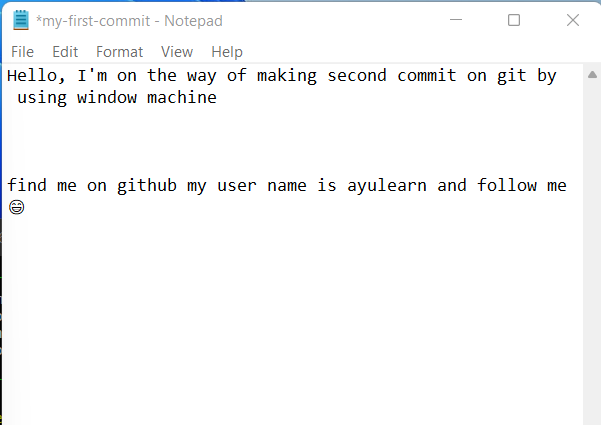 *my-first-commit - Notepad
File Edit Format View Help
Hello, I'm on the way of making second commit on git by
using window machine
find me on github my user name is ayulearn and follow me
😄